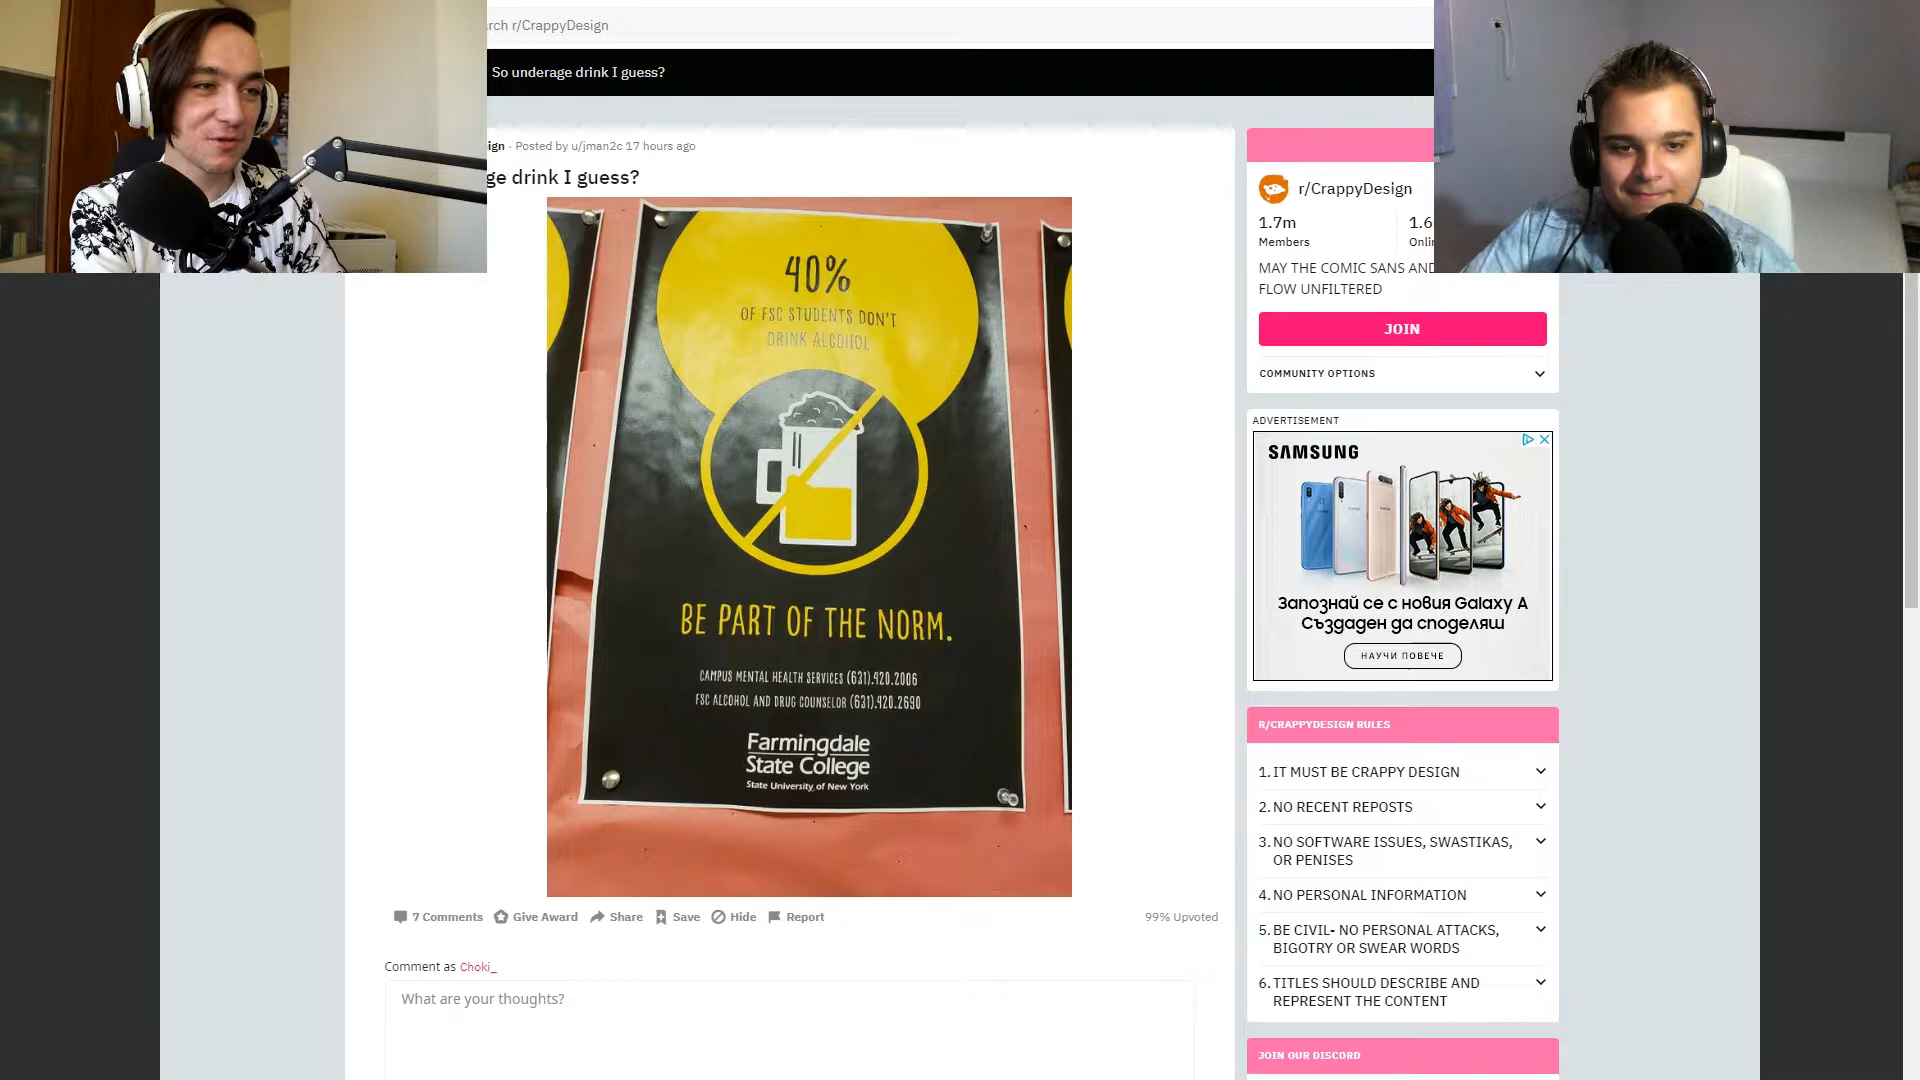 rch r/CrappyDesign
So underage drink I guess?
ign · Posted by u/jman2c 17 hours ago
ge drink I guess?
40%
OF FSC STUDENTS DON'T
DRINK ALCOHOL
BE PART OF THE NORM.
CAMPUS MENTAL HEALTH SERVICES (631).420.2006
FSC ALCOHOL AND DRUG COUNSELOR (631).420.2690
Farmingdale
State College
State University of New York
7 Comments Give Award Share Save Hide Report 99% Upvoted
Comment as Choki_
What are your thoughts?
r/CrappyDesign
1.7m 1.6
Members Onli
MAY THE COMIC SANS AND
FLOW UNFILTERED
JOIN
COMMUNITY OPTIONS
ADVERTISEMENT
SAMSUNG
Запознай се с новия Galaxy A
Създаден да споделяш
НАУЧИ ПОВЕЧЕ
R/CRAPPYDESIGN RULES
1. IT MUST BE CRAPPY DESIGN
2. NO RECENT REPOSTS
3. NO SOFTWARE ISSUES, SWASTIKAS,
OR PENISES
4. NO PERSONAL INFORMATION
5. BE CIVIL- NO PERSONAL ATTACKS,
BIGOTRY OR SWEAR WORDS
6. TITLES SHOULD DESCRIBE AND
REPRESENT THE CONTENT
JOIN OUR DISCORD